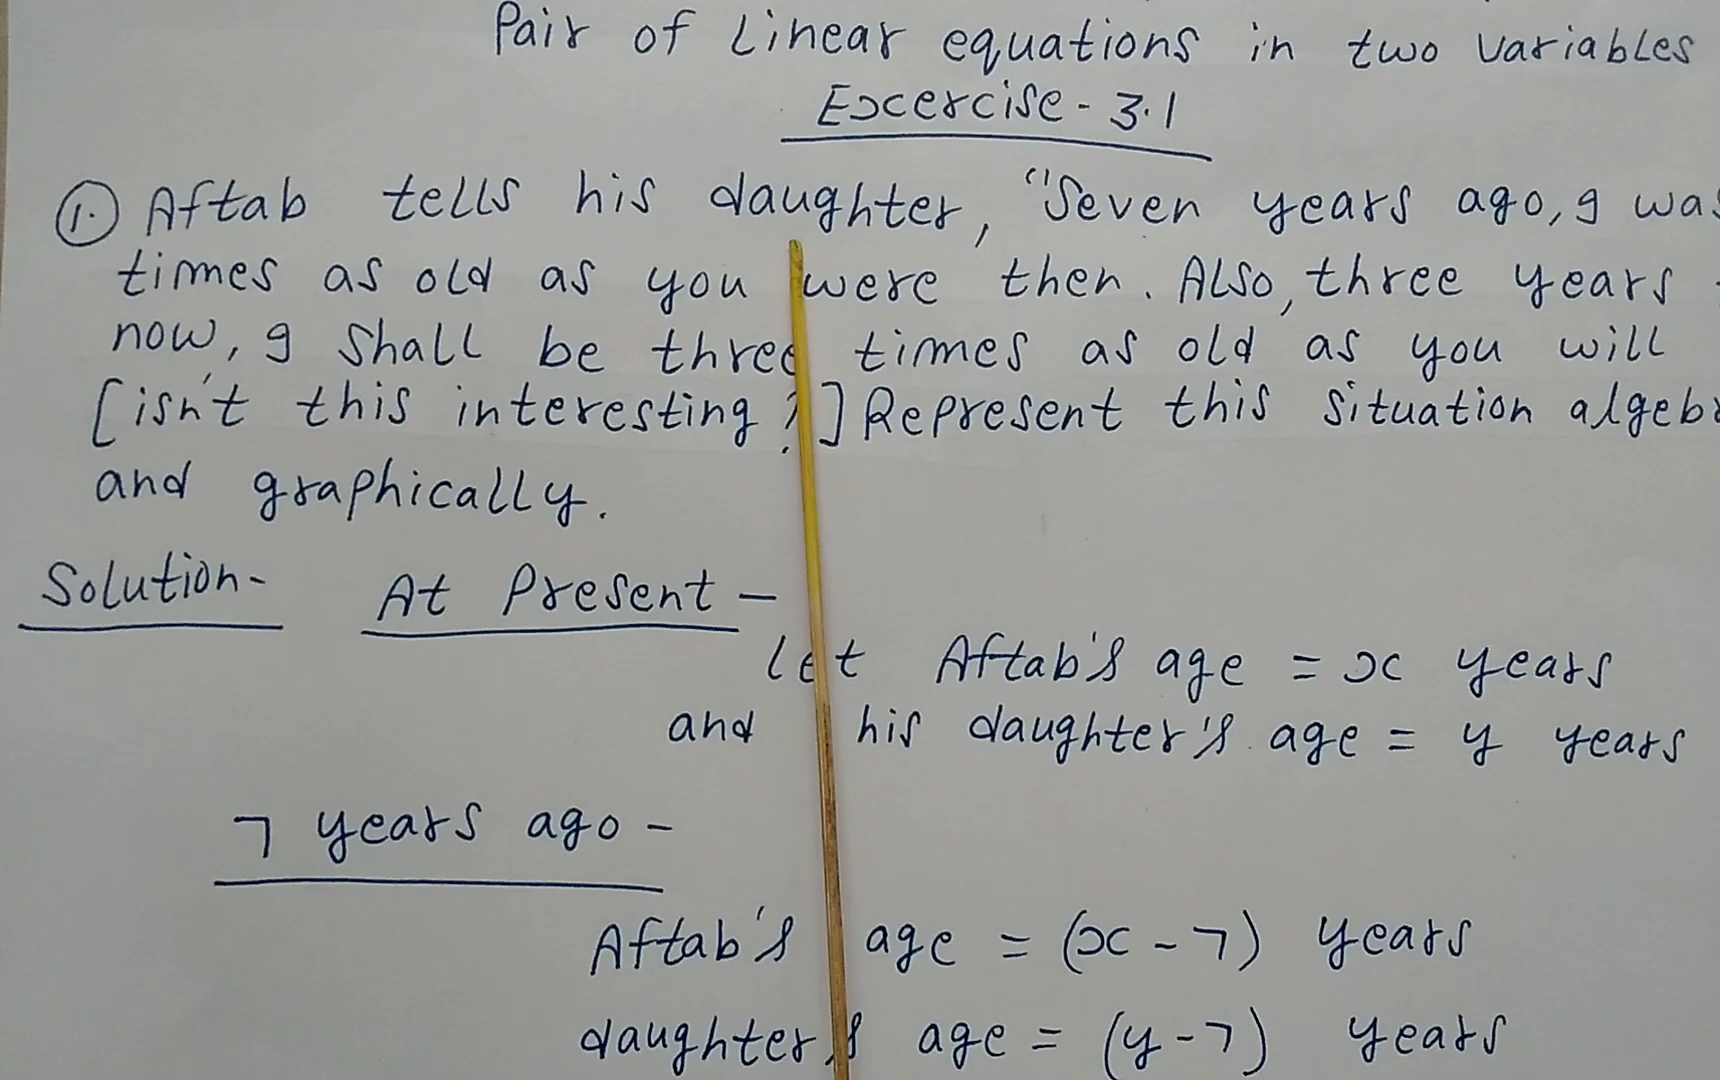 Pair of Linear equations in two variables
Excercise - 3.1
1. Aftab tells his daughter, "Seven years ago, I was
times as old as you were then. Also, three years
now, I shall be three times as old as you will
[isn't this interesting?] Represent this situation algeb
and graphically.
Solution- At Present -
let Aftab's age = x years
and his daughter's age = y years
7 years ago -
Aftab's age = (x - 7) years
daughter's age = (y - 7) years